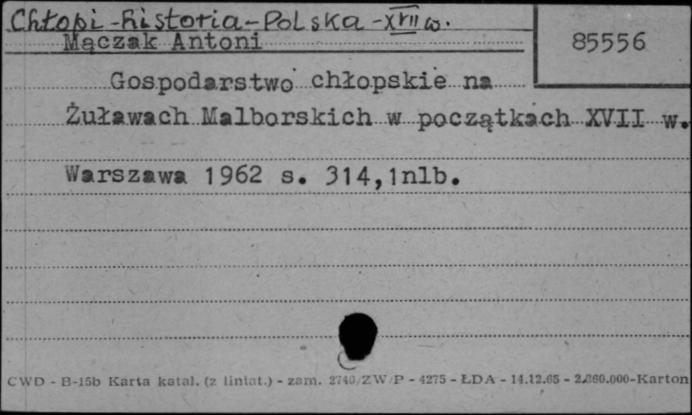 Chłopi - historia - Polska - XVII w.
Mączak Antoni
85556
Gospodarstwo chłopskie na
Żuławach Malborskich w początkach XVII w.
Warszawa 1962 s. 314,1nlb.
CWD - B-15b Karta katal. (z liniat.) - zam. 2740/ZW/P - 4275 - ŁDA - 14.12.65 - 2.860.000-Karton